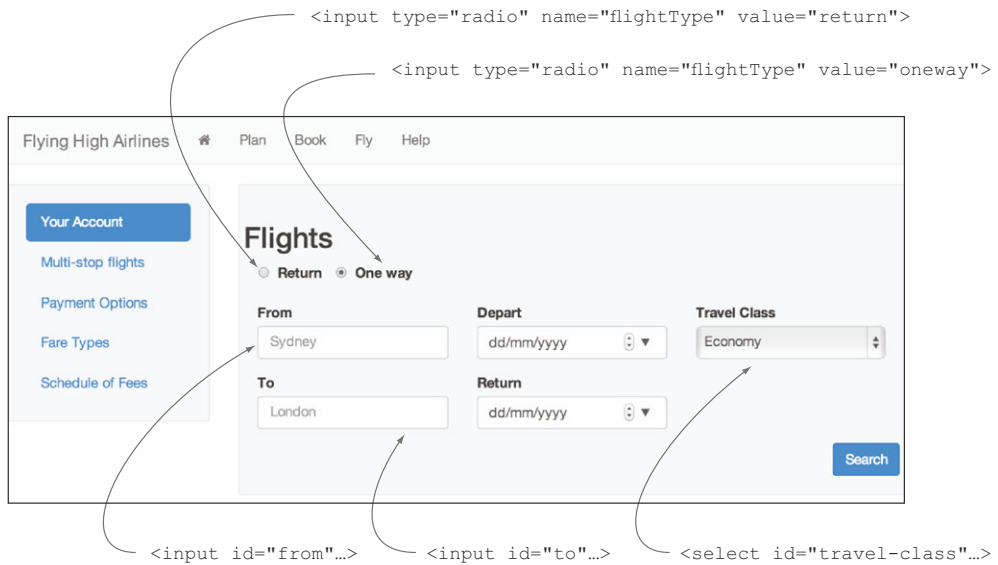 <input type="radio" name="flightType" value="return">
<input type="radio" name="flightType" value="oneway">
Flying High Airlines Plan Book Fly Help
Your Account
Multi-stop flights
Payment Options
Fare Types
Schedule of Fees
Flights
Return One way
From Depart Travel Class
Sydney dd/mm/yyyy Economy
To Return
London dd/mm/yyyy
Search
<input id="from"…> <input id="to"…> <select id="travel-class"…>